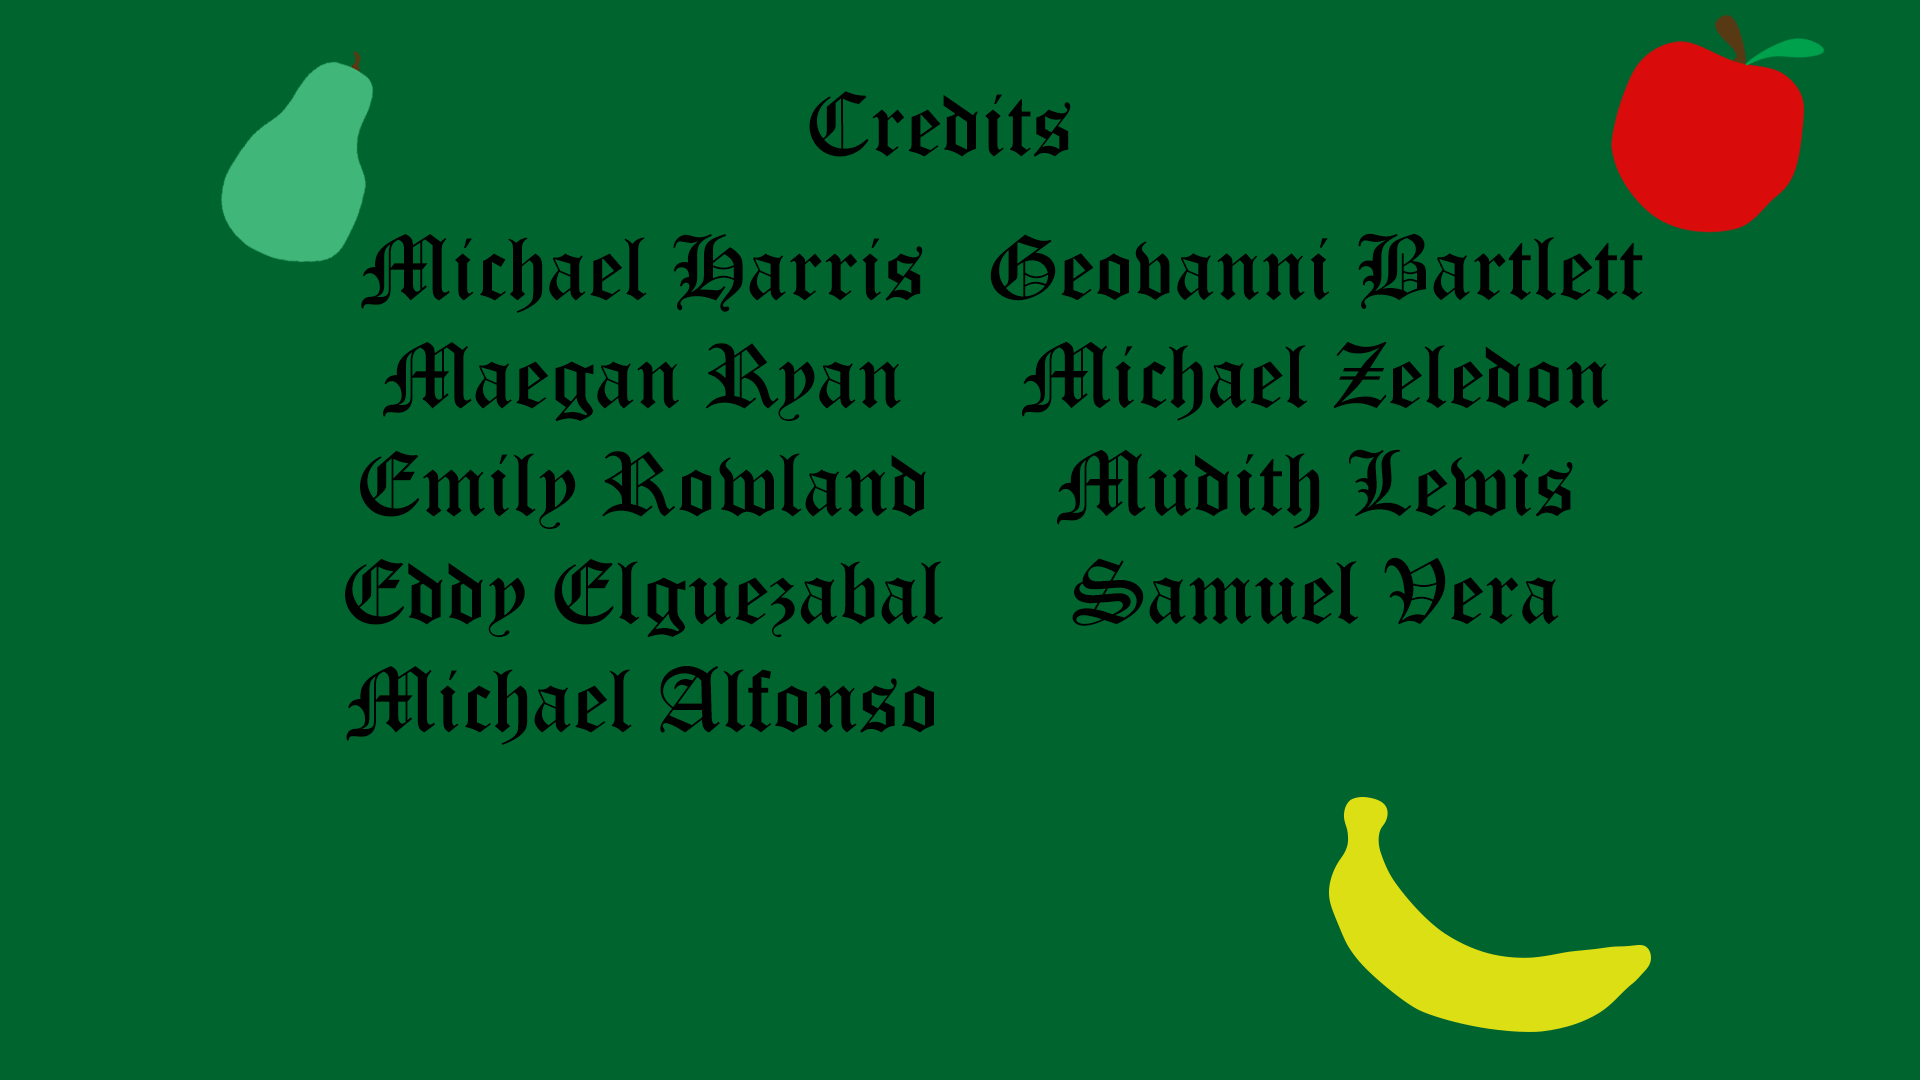 Credits
Michael Harris
Maegan Ryan
Emily Rowland
Eddy Elguezabal
Michael Alfonso
Geovanni Bartlett
Michael Zeledon
Mudith Lewis
Samuel Vera